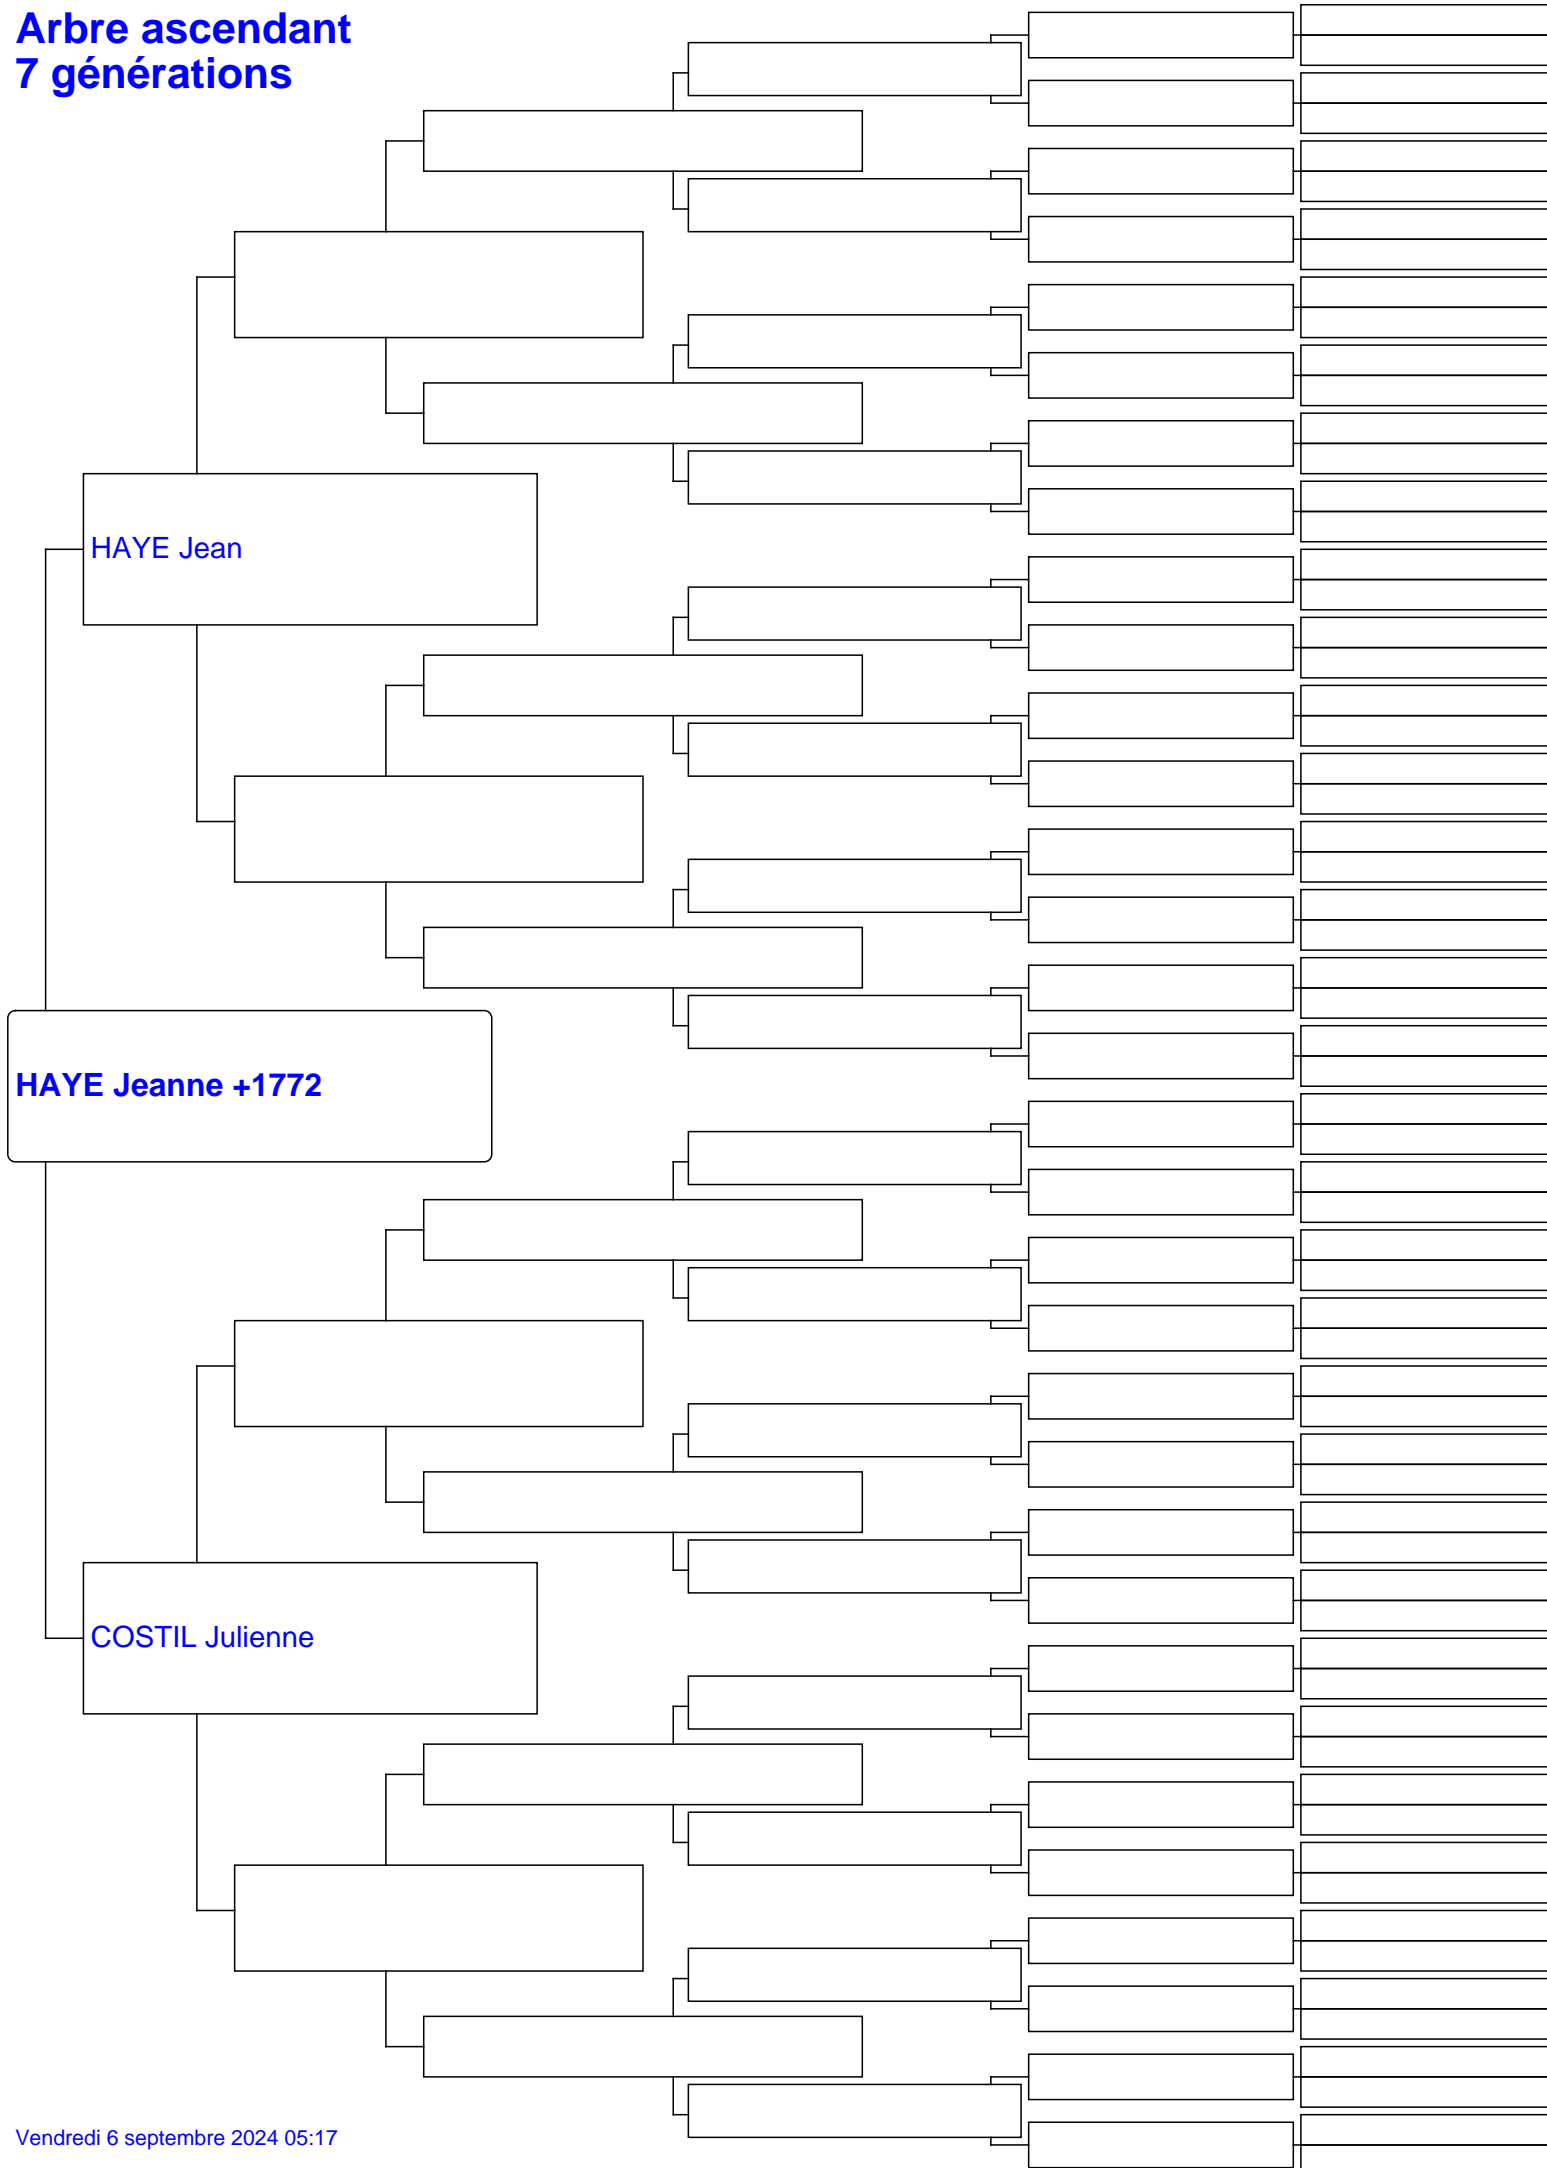 Arbre ascendant
7 générations
HAYE Jean
HAYE Jeanne +1772
COSTIL Julienne
Vendredi 6 septembre 2024 05:17